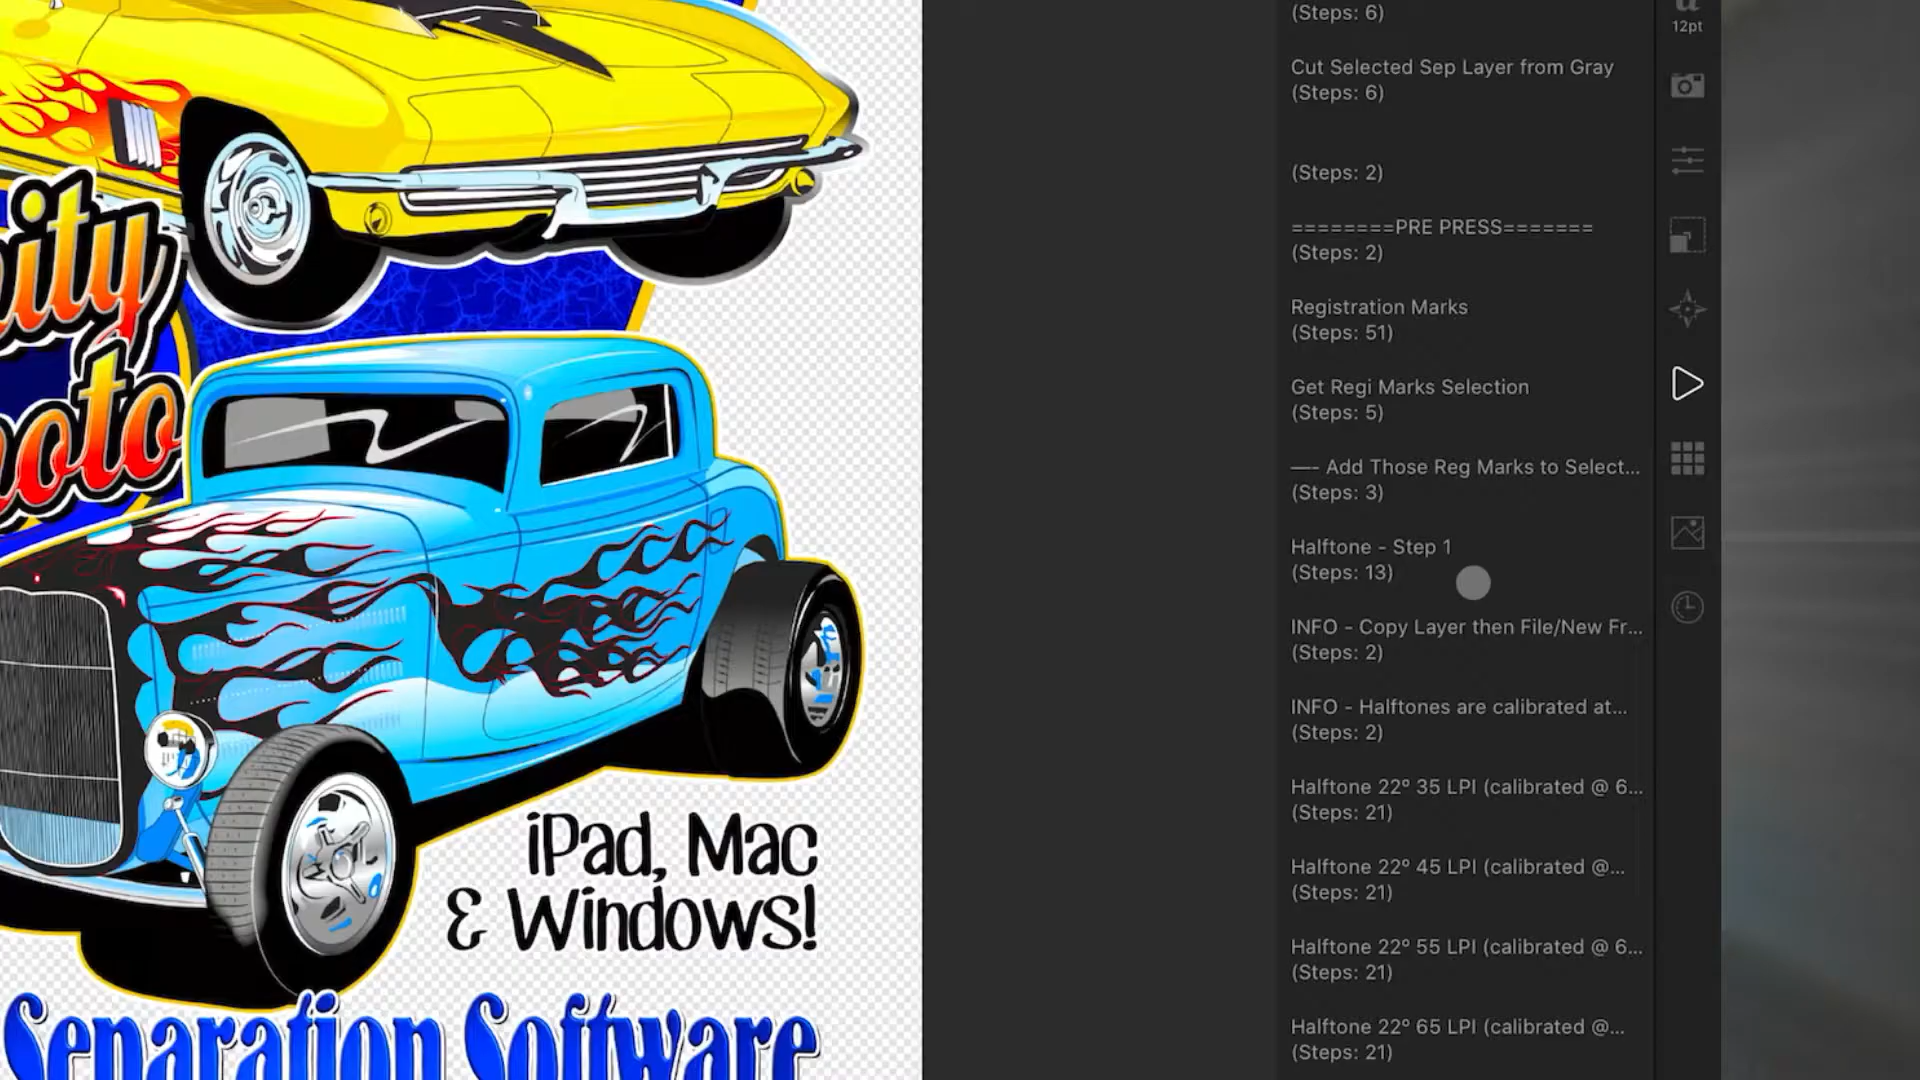 ity
oto
iPad, Mac
& Windows!
Separation Software
12pt
(Steps: 6)
Cut Selected Sep Layer from Gray
(Steps: 6)
(Steps: 2)
========PRE PRESS=======
(Steps: 2)
Registration Marks
(Steps: 51)
Get Regi Marks Selection
(Steps: 5)
—- Add Those Reg Marks to Select...
(Steps: 3)
Halftone - Step 1
(Steps: 13)
INFO - Copy Layer then File/New Fr...
(Steps: 2)
INFO - Halftones are calibrated at...
(Steps: 2)
Halftone 22º 35 LPI (calibrated @ 6...
(Steps: 21)
Halftone 22º 45 LPI (calibrated @...
(Steps: 21)
Halftone 22º 55 LPI (calibrated @ 6...
(Steps: 21)
Halftone 22º 65 LPI (calibrated @...
(Steps: 21)